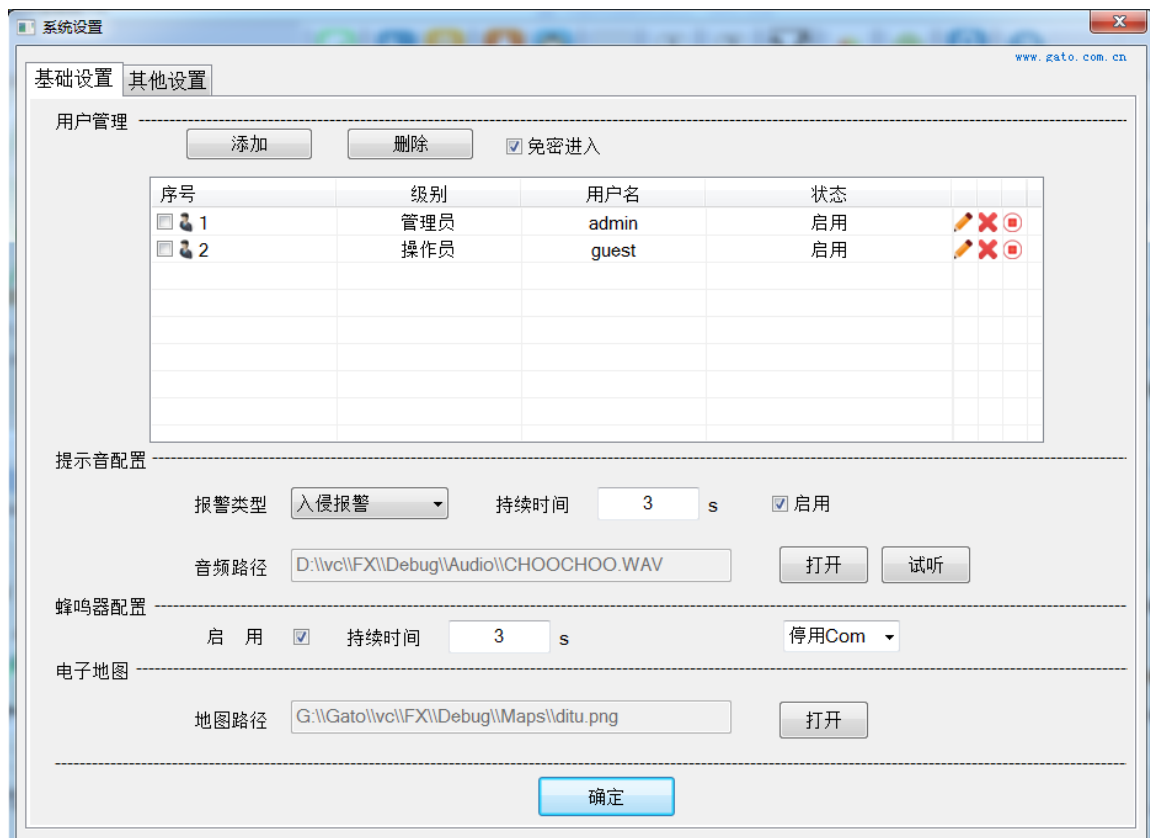 系统设置
www.gato.com.cn
基础设置 其他设置
用户管理
添加 删除 免密进入
序号 级别 用户名 状态
1 管理员 admin 启用
2 操作员 guest 启用
提示音配置
报警类型 入侵报警 持续时间 3 s 启用
音频路径 D:\\vc\\FX\\Debug\\Audio\\CHOOCHOO.WAV 打开 试听
蜂鸣器配置
启 用 持续时间 3 s 停用Com
电子地图
地图路径 G:\\Gato\\vc\\FX\\Debug\\Maps\\ditu.png 打开
确定